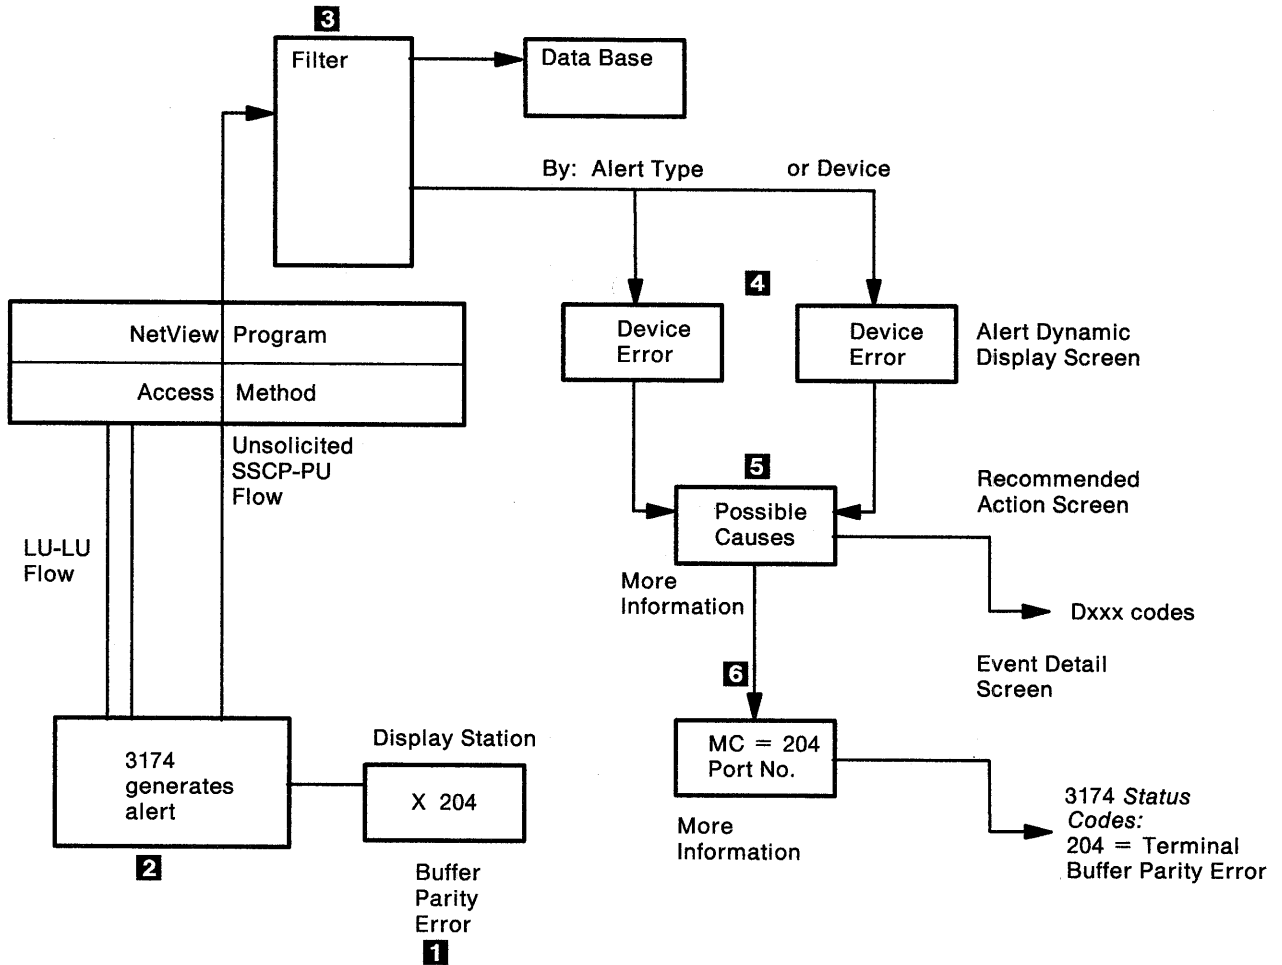 3
Filter
Data Base
By: Alert Type or Device
4
Device
Error
Device
Error
Alert Dynamic
Display Screen
NetView Program
Access Method
Unsolicited
SSCP-PU
Flow
LU-LU
Flow
5
Possible
Causes
Recommended
Action Screen
More
Information
Dxxx codes
6
Event Detail
Screen
3174
generates
alert
2
Display Station
X 204
Buffer
Parity
Error
1
MC = 204
Port No.
More
Information
3174 Status
Codes:
204 = Terminal
Buffer Parity Error